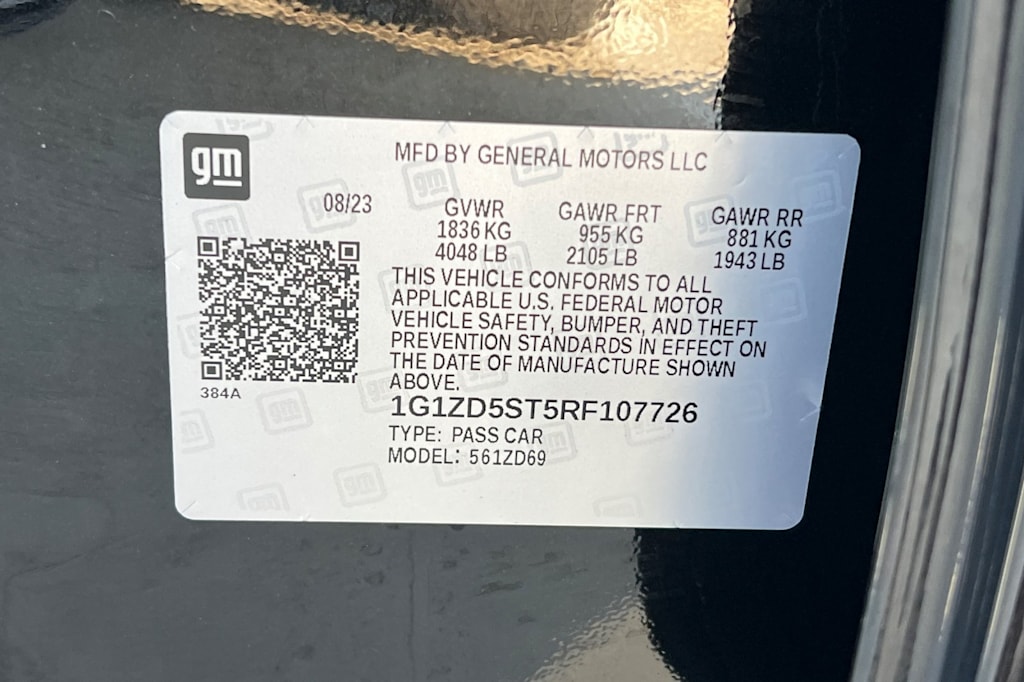 gm
MFD BY GENERAL MOTORS LLC
08/23 GVWR GAWR FRT GAWR RR
1836 KG 955 KG 881 KG
4048 LB 2105 LB 1943 LB
THIS VEHICLE CONFORMS TO ALL
APPLICABLE U.S. FEDERAL MOTOR
VEHICLE SAFETY, BUMPER, AND THEFT
PREVENTION STANDARDS IN EFFECT ON
THE DATE OF MANUFACTURE SHOWN
ABOVE.
384A
1G1ZD5ST5RF107726
TYPE: PASS CAR
MODEL: 561ZD69